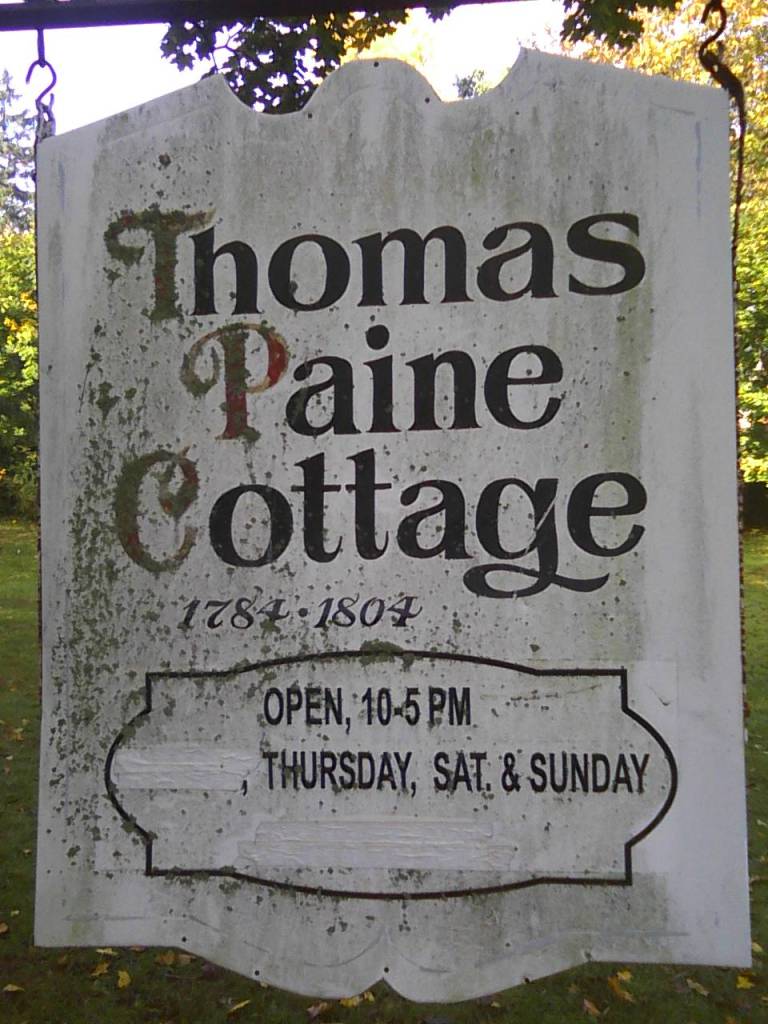 Thomas
Paine
Cottage
1784·1804
OPEN, 10-5 PM
, THURSDAY, SAT. & SUNDAY